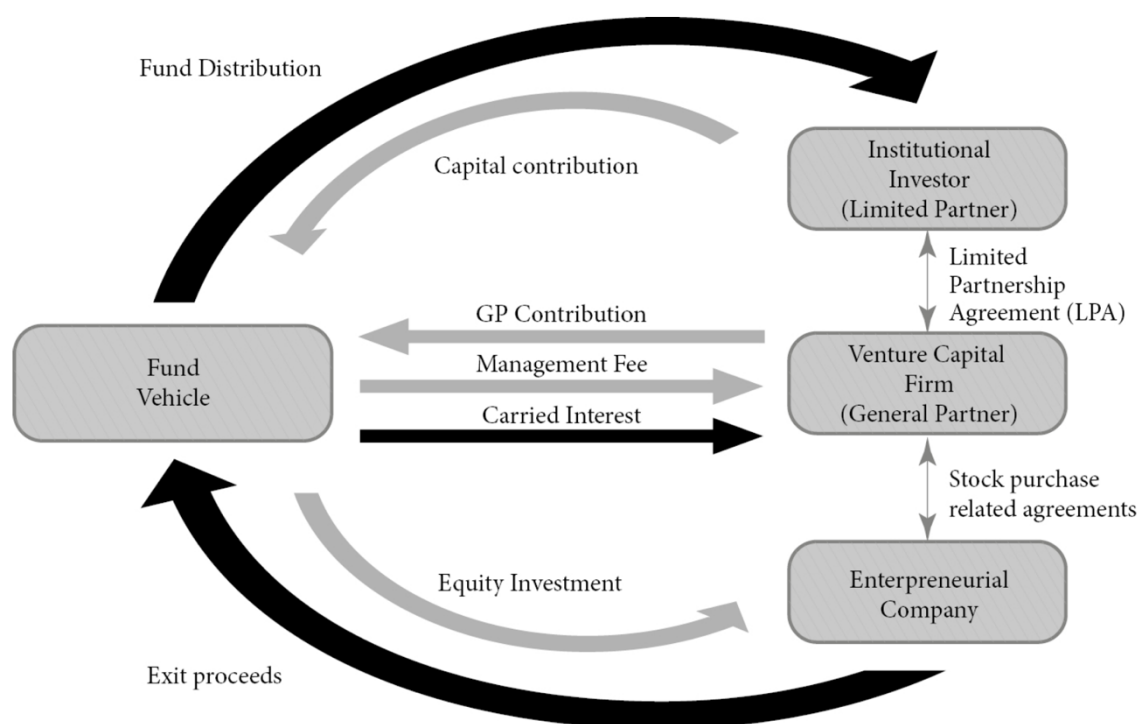 Fund Distribution
Capital contribution
Institutional
Investor
(Limited Partner)
Limited
Partnership
Agreement (LPA)
GP Contribution
Management Fee
Carried Interest
Fund
Vehicle
Venture Capital
Firm
(General Partner)
Stock purchase
related agreements
Equity Investment
Enterpreneurial
Company
Exit proceeds